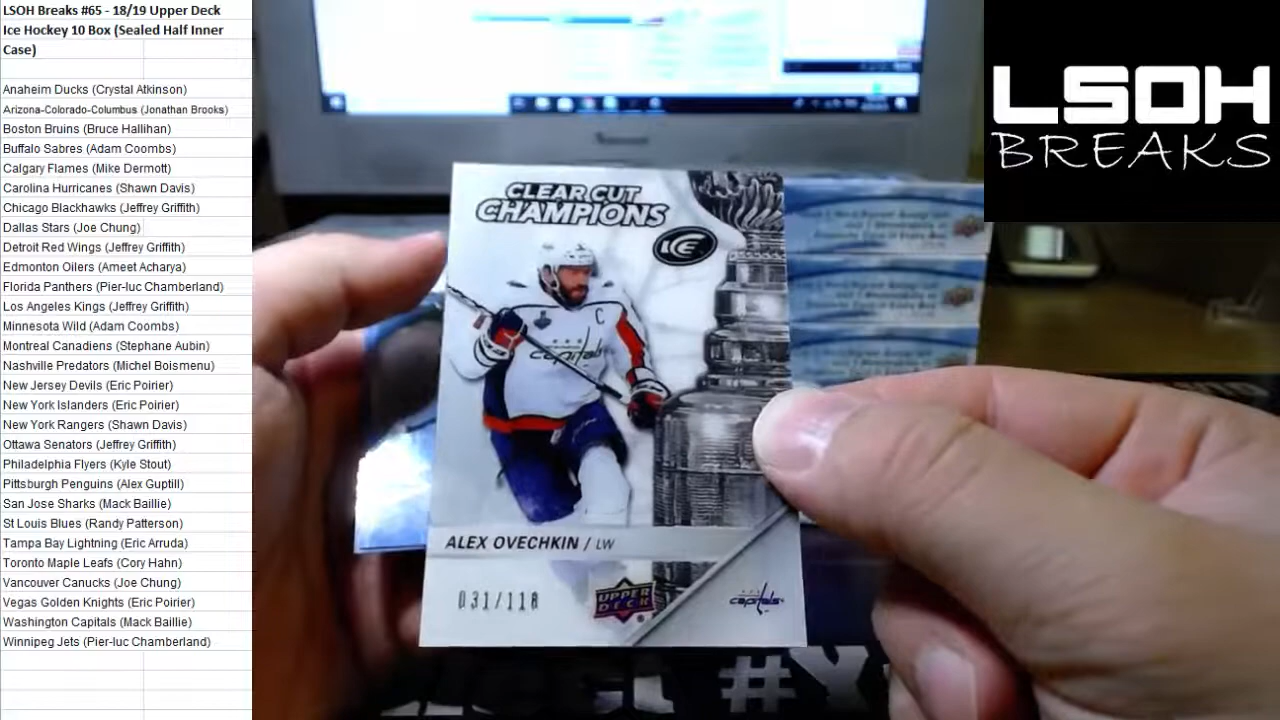 LSOH Breaks #65 - 18/19 Upper Deck
Ice Hockey 10 Box (Sealed Half Inner
Case)
Anaheim Ducks (Crystal Atkinson)
Arizona-Colorado-Columbus (Jonathan Brooks)
Boston Bruins (Bruce Hallihan)
Buffalo Sabres (Adam Coombs)
Calgary Flames (Mike Dermott)
Carolina Hurricanes (Shawn Davis)
Chicago Blackhawks (Jeffrey Griffith)
Dallas Stars (Joe Chung)
Detroit Red Wings (Jeffrey Griffith)
Edmonton Oilers (Ameet Acharya)
Florida Panthers (Pier-luc Chamberland)
Los Angeles Kings (Jeffrey Griffith)
Minnesota Wild (Adam Coombs)
Montreal Canadiens (Stephane Aubin)
Nashville Predators (Michel Boismenu)
New Jersey Devils (Eric Poirier)
New York Islanders (Eric Poirier)
New York Rangers (Shawn Davis)
Ottawa Senators (Jeffrey Griffith)
Philadelphia Flyers (Kyle Stout)
Pittsburgh Penguins (Alex Guptill)
San Jose Sharks (Mack Baillie)
St Louis Blues (Randy Patterson)
Tampa Bay Lightning (Eric Arruda)
Toronto Maple Leafs (Cory Hahn)
Vancouver Canucks (Joe Chung)
Vegas Golden Knights (Eric Poirier)
Washington Capitals (Mack Baillie)
Winnipeg Jets (Pier-luc Chamberland)
CLEAR CUT
CHAMPIONS
ICE
C
capitals
ALEX OVECHKIN / LW
031/118
UPPER
DECK
capitals
LSOH
BREAKS